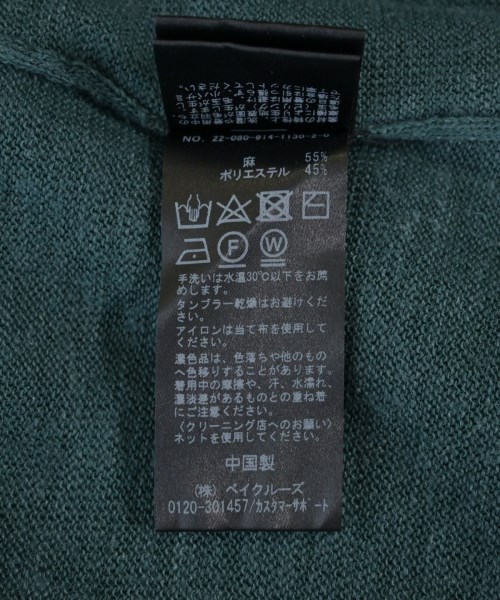 NO. 22-080-914-1130-2-0
麻 55%
ポリエステル 45%
F W
手洗いは水温30℃以下をお薦
めします。
タンブラー乾燥はお避けくださ
い。
アイロンは当て布を使用してく
ださい。
濃色品は、色落ちや他のもの
へ色移りすることがあります。
着用中の摩擦や、汗、水濡れ、
濃淡差があるものとの重ね着
にご注意ください。
〈クリーニング店へのお願い〉
ネットを使用してください。
中国製
(株) ベイクルーズ
0120-301457/カスタマーサポート